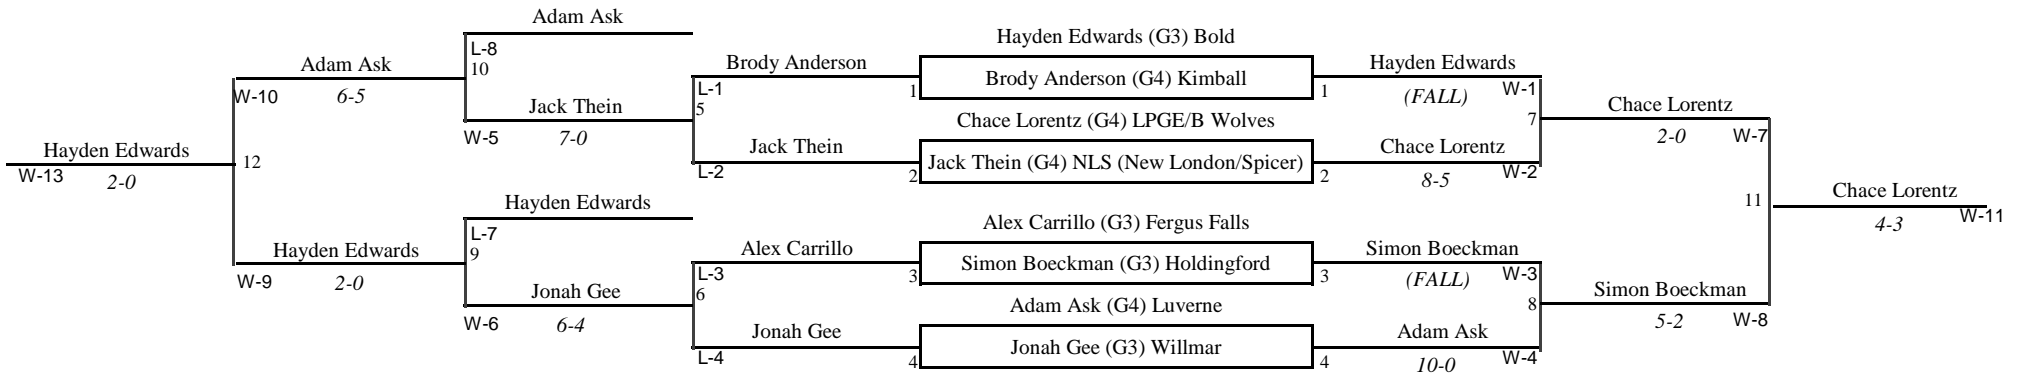 Adam Ask
L-8
10
Adam Ask
W-10
6-5
Jack Thein
W-5
7-0
Hayden Edwards
W-13
2-0
12
Hayden Edwards
L-7
9
Hayden Edwards
W-9
2-0
Jonah Gee
W-6
6-4
Brody Anderson
1
L-1
5
Jack Thein
2
L-2
Alex Carrillo
3
L-3
6
Jonah Gee
4
L-4
Hayden Edwards (G3) Bold
Brody Anderson (G4) Kimball
Chace Lorentz (G4) LPGE/B Wolves
Jack Thein (G4) NLS (New London/Spicer)
Alex Carrillo (G3) Fergus Falls
Simon Boeckman (G3) Holdingford
Adam Ask (G4) Luverne
Jonah Gee (G3) Willmar
Hayden Edwards
1
(FALL)
W-1
7
Chace Lorentz
2
8-5
W-2
Simon Boeckman
3
(FALL)
W-3
8
Adam Ask
4
10-0
W-4
Chace Lorentz
2-0
W-7
11
Simon Boeckman
5-2
W-8
Chace Lorentz
4-3
W-11